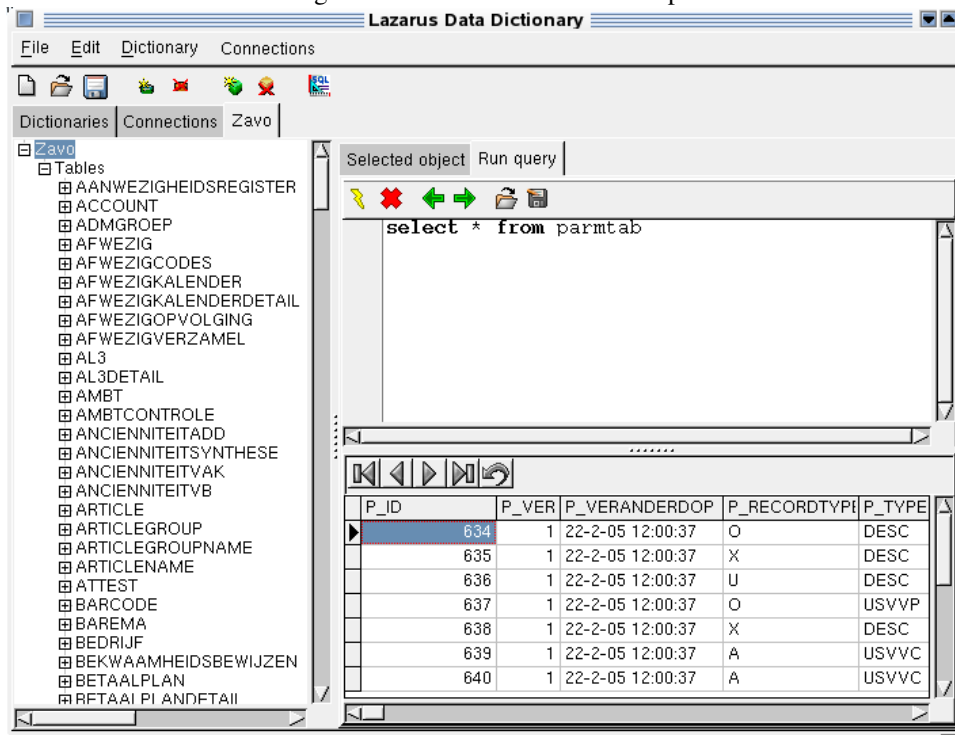 Lazarus Data Dictionary
File Edit Dictionary Connections
SQL
Dictionaries Connections Zavo
Zavo
Tables
AANWEZIGHEIDSREGISTER
ACCOUNT
ADMGROEP
AFWEZIG
AFWEZIGCODES
AFWEZIGKALENDER
AFWEZIGKALENDERDETAIL
AFWEZIGOPVOLGING
AFWEZIGVERZAMEL
AL3
AL3DETAIL
AMBT
AMBTCONTROLE
ANCIENNITEITADD
ANCIENNITEITSYNTHESE
ANCIENNITEITVAK
ANCIENNITEITVB
ARTICLE
ARTICLEGROUP
ARTICLEGROUPNAME
ARTICLENAME
ATTEST
BARCODE
BAREMA
BEDRIJF
BEKWAAMHEIDSBEWIJZEN
BETAALPLAN
BETAALPLANDETAIL
Selected object Run query
select * from parmtab
P_ID P_VER P_VERANDERDOP P_RECORDTYPE P_TYPE
634 1 22-2-05 12:00:37 O DESC
635 1 22-2-05 12:00:37 X DESC
636 1 22-2-05 12:00:37 U DESC
637 1 22-2-05 12:00:37 O USVVP
638 1 22-2-05 12:00:37 X DESC
639 1 22-2-05 12:00:37 A USVVC
640 1 22-2-05 12:00:37 A USVVC